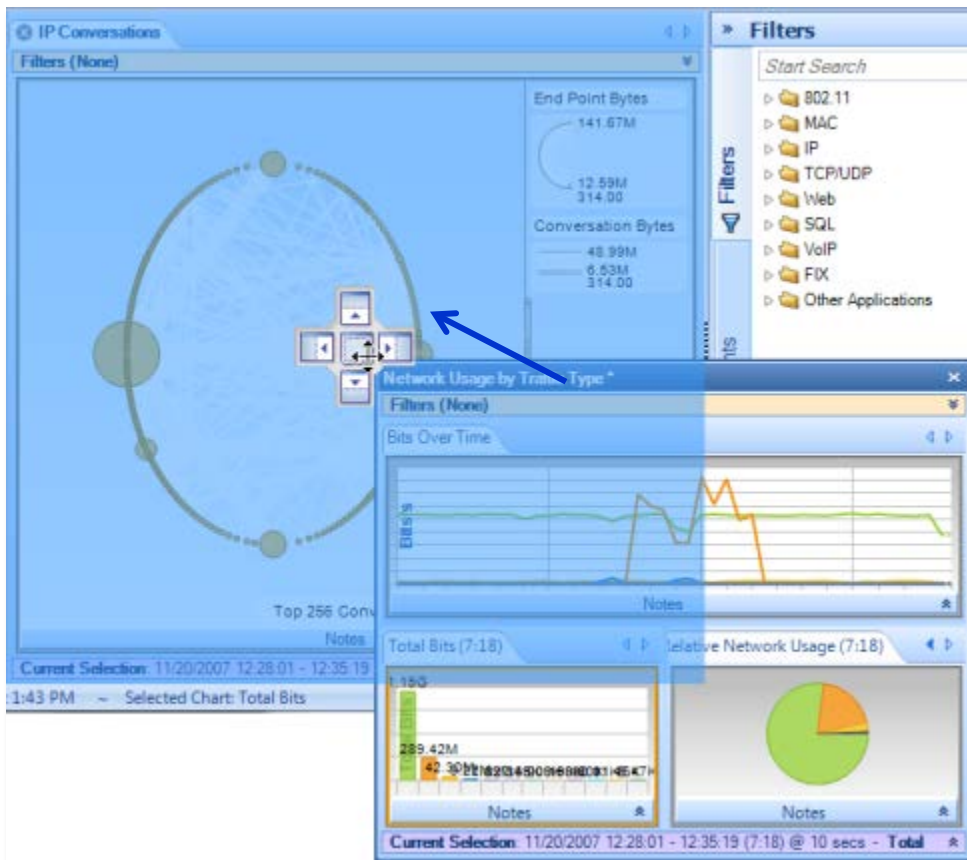 IP Conversations
Filters (None)
End Point Bytes
141.67M
12.59M
314.00
Conversation Bytes
48.99M
6.53M
314.00
Top 256
Notes
Current Selection: 11/20/2007 12:28:01 - 12:35:19
1:43 PM ~ Selected Chart: Total Bits
Filters
Start Search
Filters
802.11
MAC
IP
TCP/UDP
Web
SQL
VoIP
FIX
Other Applications
Network Usage by Type *
Filters (None)
Bits Over Time
Bits/s
Notes
Total Bits (7:18)
289.42M
42.30M
Notes
Relative Network Usage (7:18)
Notes
Current Selection: 11/20/2007 12:28:01 - 12:35:19 (7:18) @ 10 secs - Total